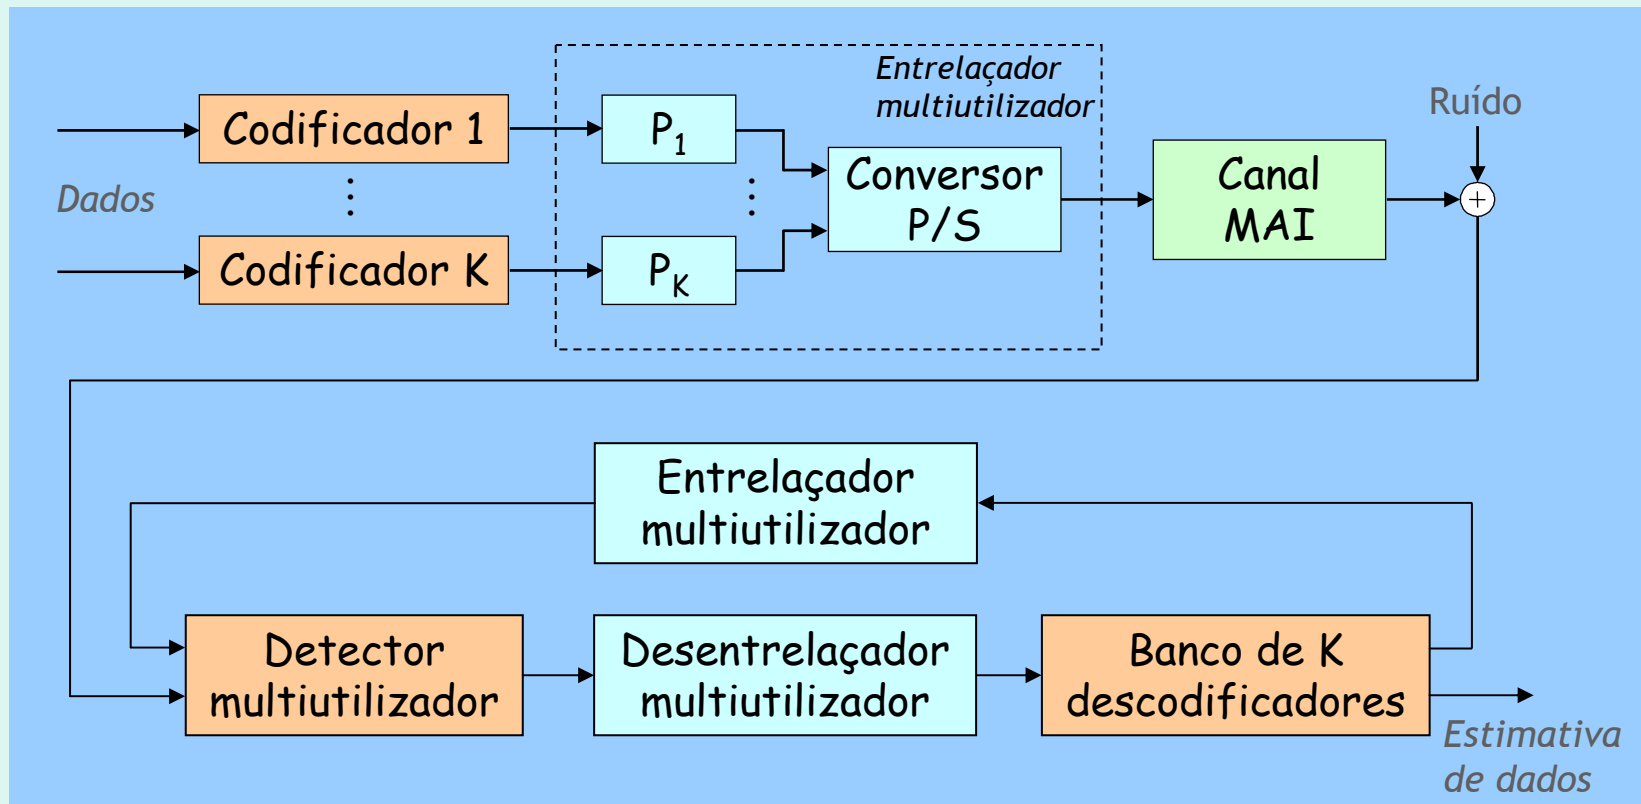 Entrelaçador
multiutilizador
Ruído
Codificador 1
P1
Conversor
P/S
Canal
MAI
+
Dados
Codificador K
PK
Entrelaçador
multiutilizador
Detector
multiutilizador
Desentrelaçador
multiutilizador
Banco de K
descodificadores
Estimativa
de dados